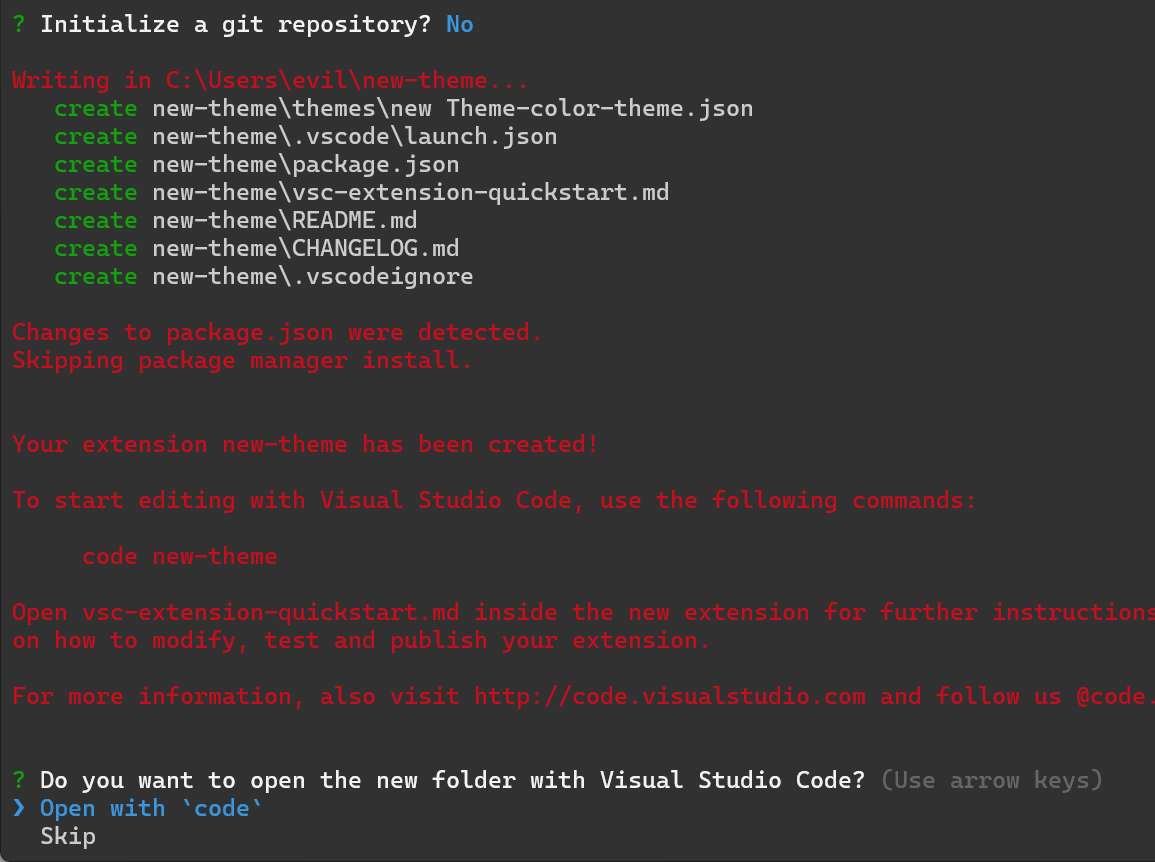 ? Initialize a git repository? No
Writing in C:\Users\evil\new-theme...
create new-theme\themes\new Theme-color-theme.json
create new-theme\.vscode\launch.json
create new-theme\package.json
create new-theme\vsc-extension-quickstart.md
create new-theme\README.md
create new-theme\CHANGELOG.md
create new-theme\.vscodeignore
Changes to package.json were detected.
Skipping package manager install.
Your extension new-theme has been created!
To start editing with Visual Studio Code, use the following commands:
code new-theme
Open vsc-extension-quickstart.md inside the new extension for further instructions
on how to modify, test and publish your extension.
For more information, also visit http://code.visualstudio.com and follow us @code.
? Do you want to open the new folder with Visual Studio Code? (Use arrow keys)
❯ Open with `code`
Skip